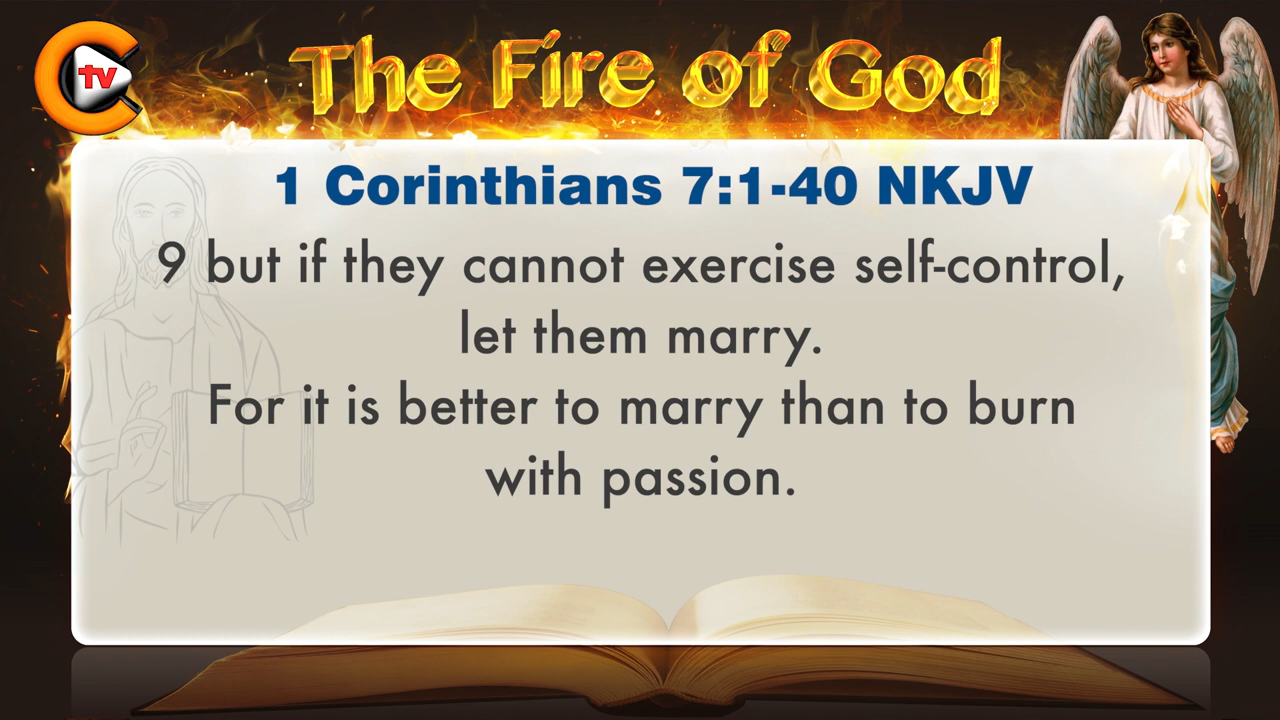 tv
The Fire of God
1 Corinthians 7:1-40 NKJV
9 but if they cannot exercise self-control,
let them marry.
For it is better to marry than to burn
with passion.